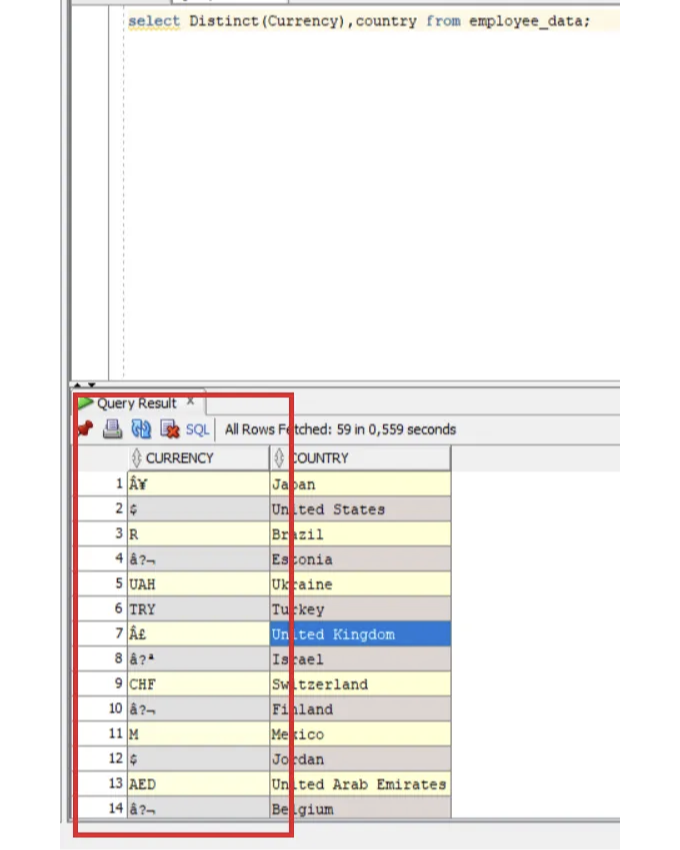 select Distinct(Currency),country from employee_data;
Query Result x
SQL All Rows Fetched: 59 in 0,559 seconds
CURRENCY COUNTRY
1 Â¥ Japan
2 $ United States
3 R Brazil
4 â?¬ Estonia
5 UAH Ukraine
6 TRY Turkey
7 Â£ United Kingdom
8 â?ª Israel
9 CHF Switzerland
10 â?¬ Finland
11 M Mexico
12 $ Jordan
13 AED United Arab Emirates
14 â?¬ Belgium